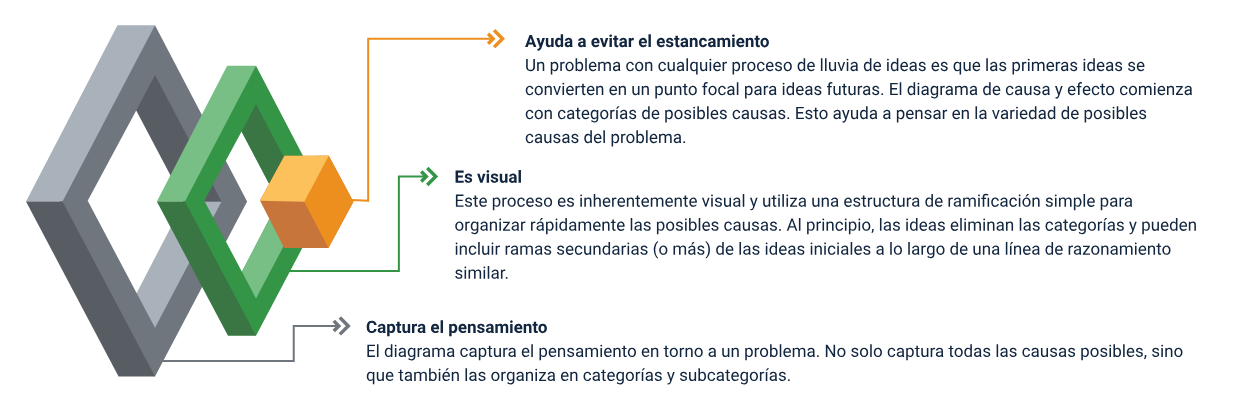 Ayuda a evitar el estancamiento
Un problema con cualquier proceso de lluvia de ideas es que las primeras ideas se
convierten en un punto focal para ideas futuras. El diagrama de causa y efecto comienza
con categorías de posibles causas. Esto ayuda a pensar en la variedad de posibles
causas del problema.
Es visual
Este proceso es inherentemente visual y utiliza una estructura de ramificación simple para
organizar rápidamente las posibles causas. Al principio, las ideas eliminan las categorías y pueden
incluir ramas secundarias (o más) de las ideas iniciales a lo largo de una línea de razonamiento
similar.
Captura el pensamiento
El diagrama captura el pensamiento en torno a un problema. No solo captura todas las causas posibles, sino
que también las organiza en categorías y subcategorías.